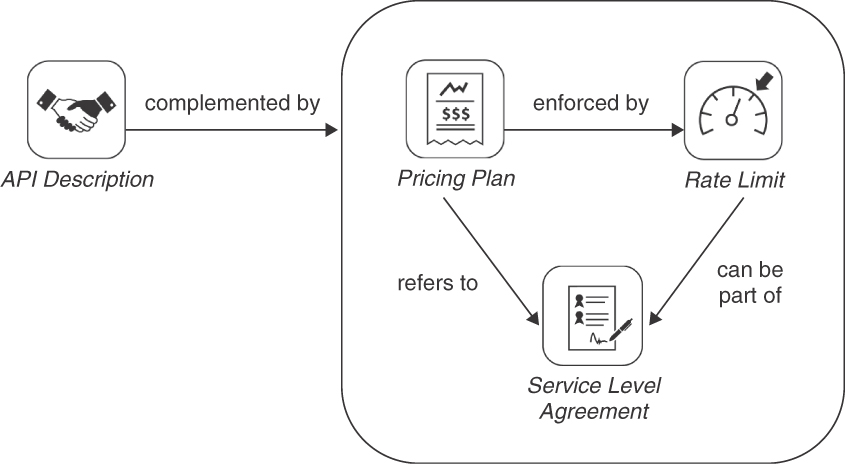 complemented by
API Description
$$$
enforced by
Pricing Plan
Rate Limit
refers to
can be
part of
Service Level
Agreement